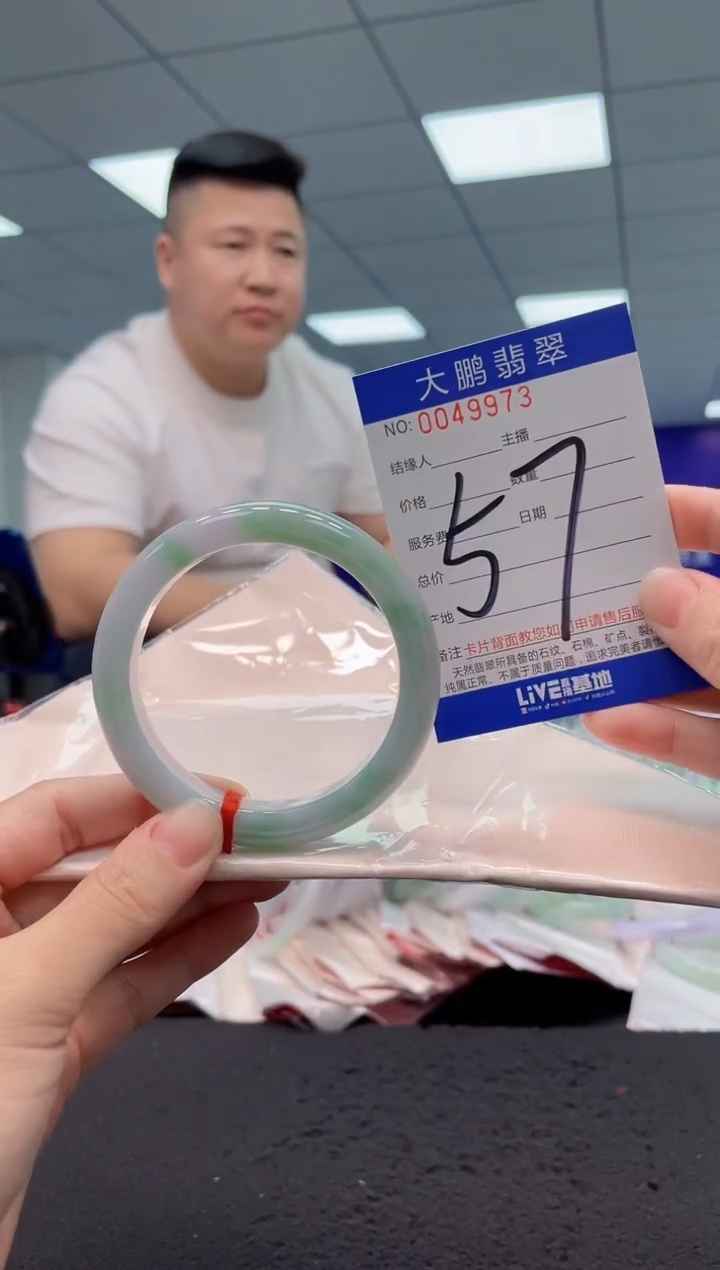 大鹏翡翠
NO: 0049973
结缘人 主播
价格 数量
服务费 日期
总价
产地
57
备注 卡片背面教您如何申请售后服
天然翡翠所具备的石纹、石棉、矿点、裂
纯属正常、不属于质量问题，追求完美者请慎
LiVE 基地